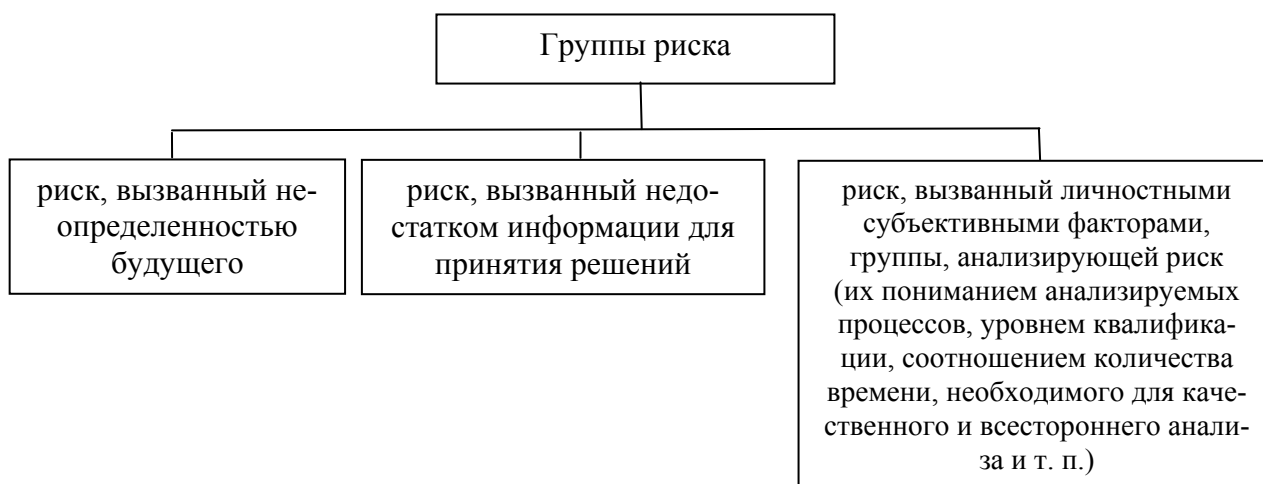 Группы риска
риск, вызванный не-
определенностью
будущего
риск, вызванный недо-
статком информации для
принятия решений
риск, вызванный личностными
субъективными факторами,
группы, анализирующей риск
(их пониманием анализируемых
процессов, уровнем квалифика-
ции, соотношением количества
времени, необходимого для каче-
ственного и всестороннего анали-
за и т. п.)